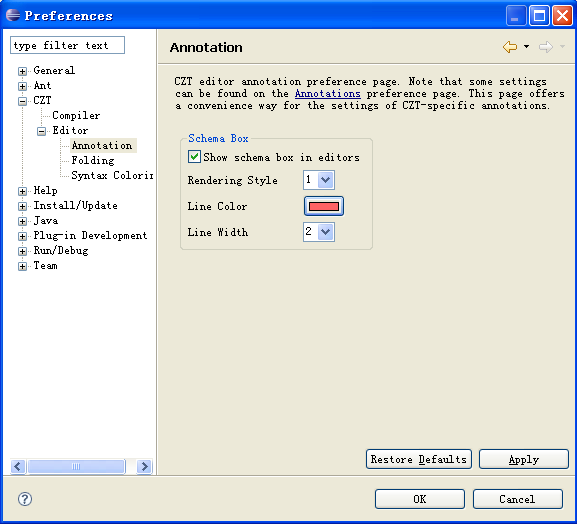 Preferences
type filter text
Annotation
General
Ant
CZT
Compiler
Editor
Annotation
Folding
Syntax Colorin
Help
Install/Update
Java
Plug-in Development
Run/Debug
Team
CZT editor annotation preference page. Note that some settings
can be found on the Annotations preference page. This page offers
a convenience way for the settings of CZT-specific annotations.
Schema Box
Show schema box in editors
Rendering Style 1
Line Color
Line Width 2
Restore Defaults Apply
OK Cancel